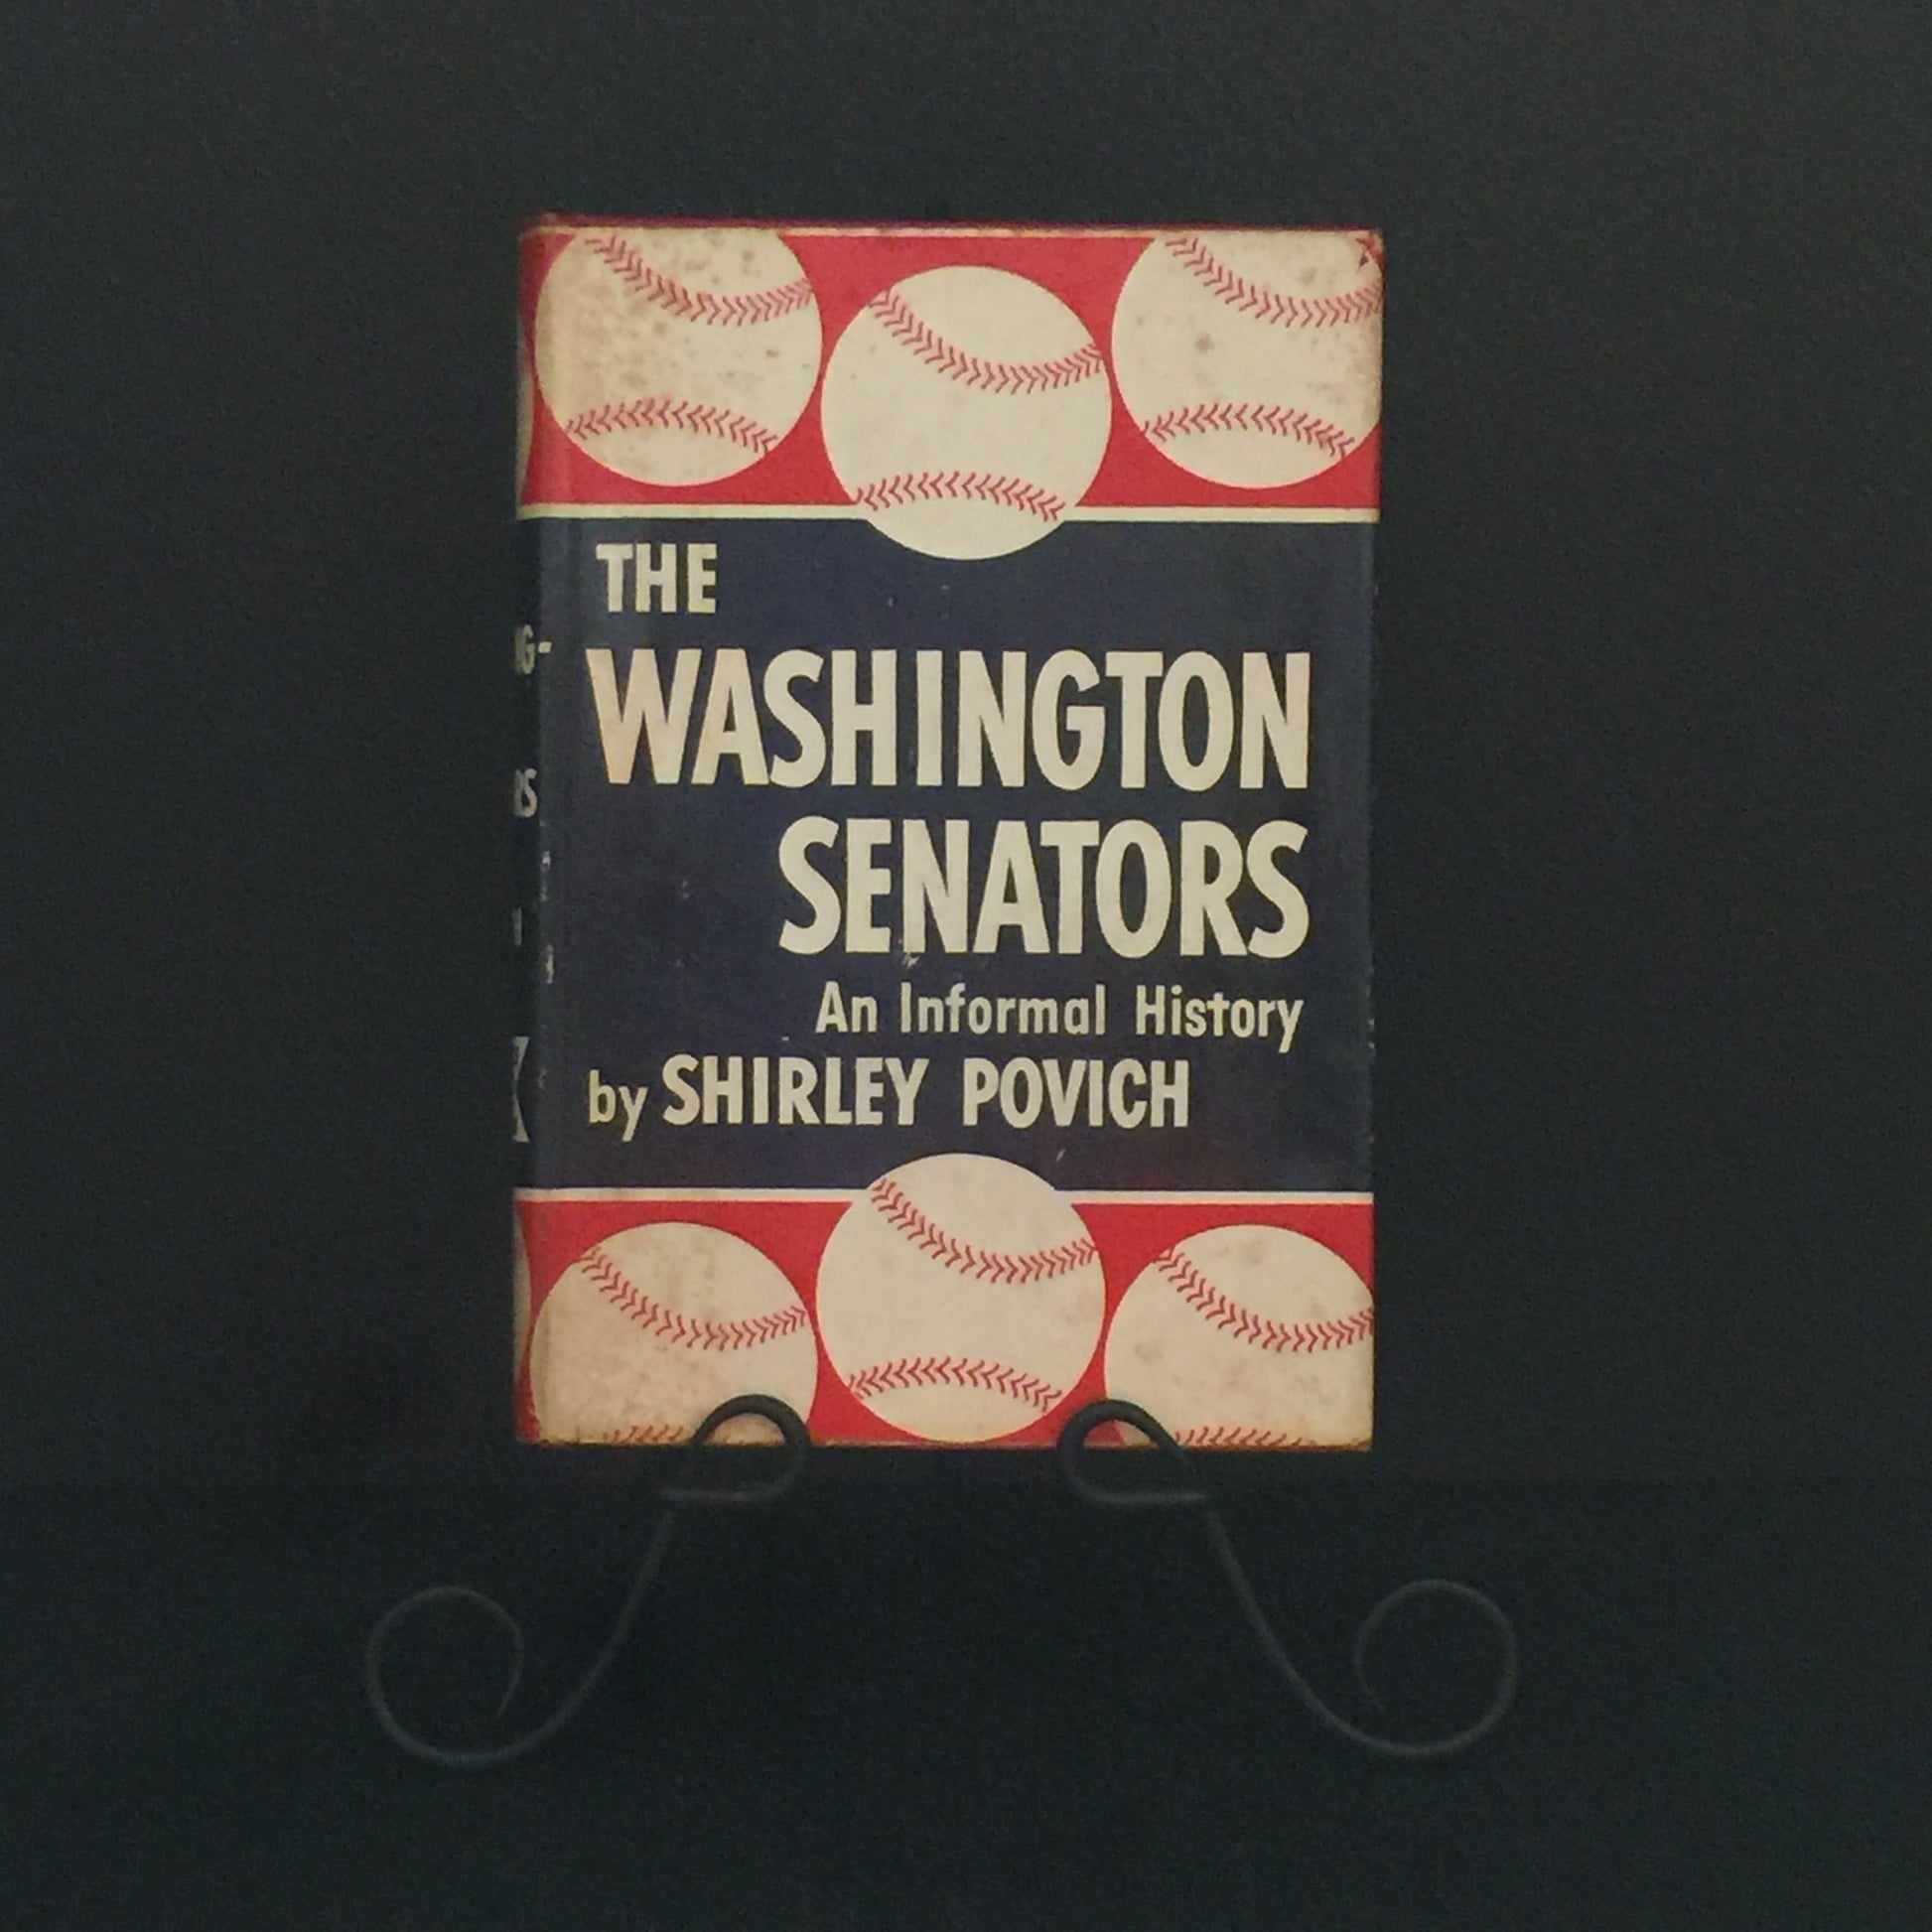 THE
WASHINGTON
SENATORS
An Informal History
by SHIRLEY POVICH